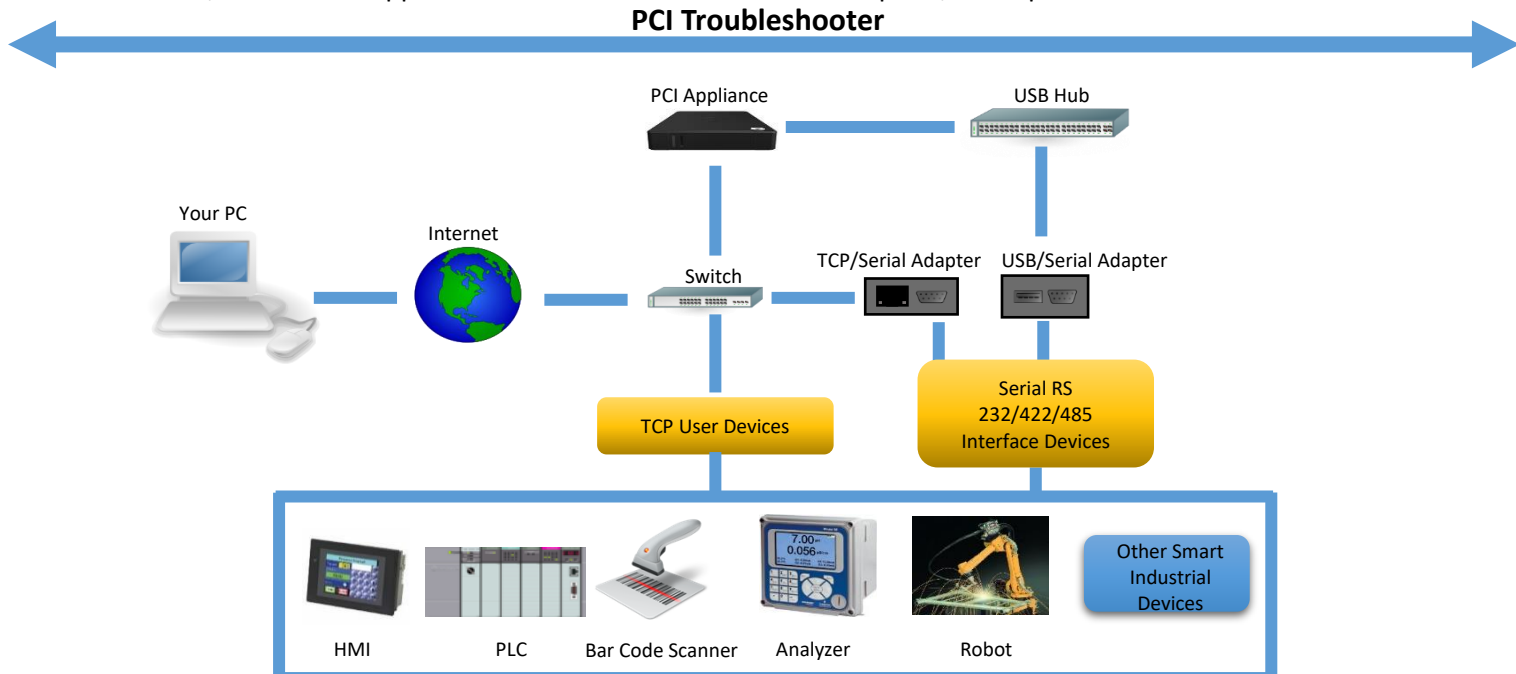 PCI Troubleshooter
PCI Appliance
USB Hub
Your PC
Internet
Switch
TCP/Serial Adapter
USB/Serial Adapter
TCP User Devices
Serial RS
232/422/485
Interface Devices
7.00
0.056
Other Smart
Industrial
Devices
HMI
PLC
Bar Code Scanner
Analyzer
Robot